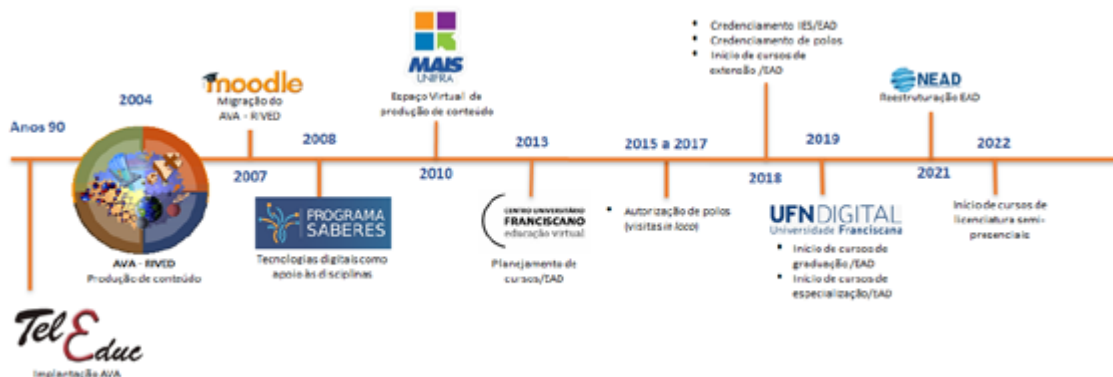 Anos 90
TelEduc
Implantação AVA
2004
AVA - RIVED
Produção de conteúdo
moodle
Migração do
AVA - RIVED
2007
2008
PROGRAMA
SABERES
Tecnologias digitais como
apoio às disciplinas
MAIS
UNIFRA
Espaço Virtual de
produção de conteúdo
2010
2013
CENTRO UNIVERSITÁRIO
FRANCISCANO
educação virtual
Planejamento de
cursos/EAD
2015 a 2017
• Autorização de polos
(visitas in loco)
• Credenciamento IES/EAD
• Credenciamento de polos
• Início de cursos de
extensão /EAD
2018
2019
UFN DIGITAL
Universidade Franciscana
• Início de cursos de
graduação /EAD
• Início de cursos de
especialização/EAD
NEAD
Reestruturação EAD
2021
2022
Início de cursos de
licenciatura semi-
presenciais